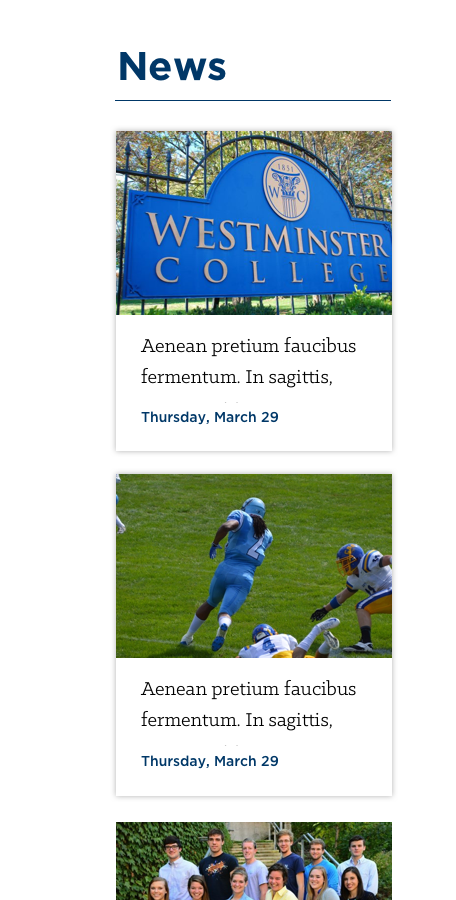 News
1851
W C
WESTMINSTER
COLLEGE
Aenean pretium faucibus
fermentum. In sagittis,
Thursday, March 29
Aenean pretium faucibus
fermentum. In sagittis,
Thursday, March 29